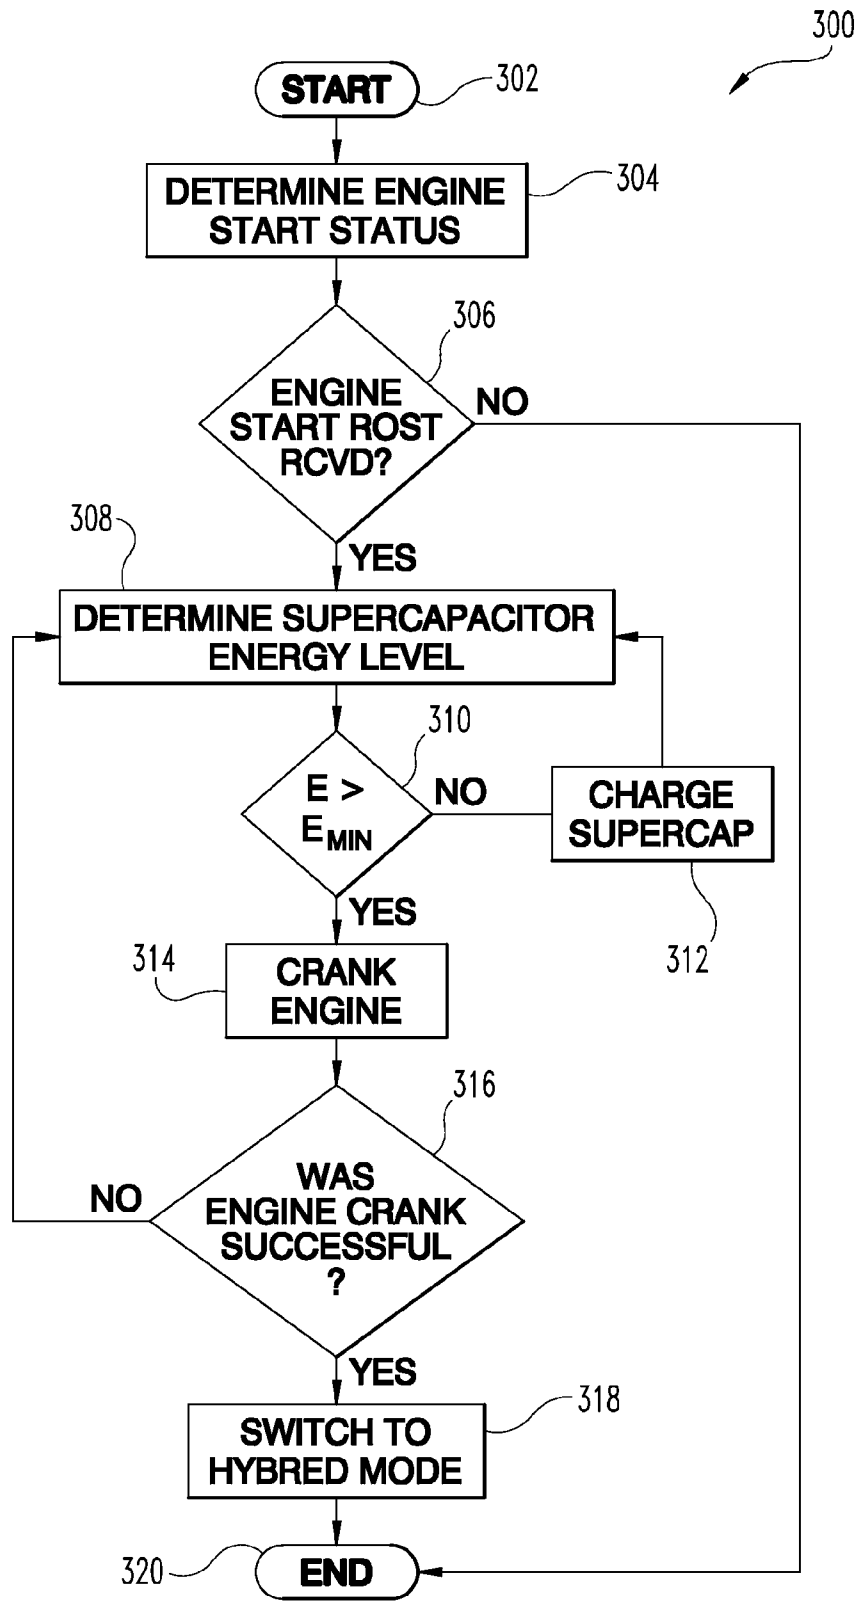 300
START
302
DETERMINE ENGINE
START STATUS
304
306
ENGINE
START ROST
RCVD?
NO
YES
308
DETERMINE SUPERCAPACITOR
ENERGY LEVEL
310
E >
EMIN
NO
CHARGE
SUPERCAP
312
YES
314
CRANK
ENGINE
316
WAS
ENGINE CRANK
SUCCESSFUL
?
NO
YES
SWITCH TO
HYBRED MODE
318
320
END